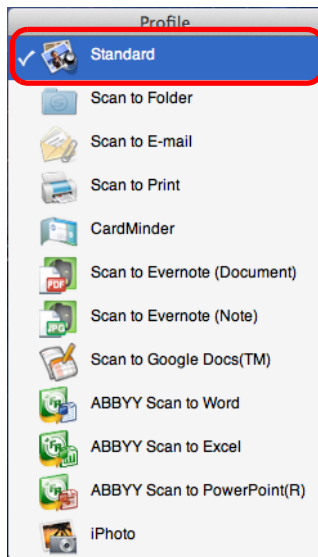 Profile
Standard
Scan to Folder
Scan to E-mail
Scan to Print
CardMinder
PDF
Scan to Evernote (Document)
JPG
Scan to Evernote (Note)
Scan to Google Docs(TM)
ABBYY Scan to Word
ABBYY Scan to Excel
ABBYY Scan to PowerPoint(R)
iPhoto